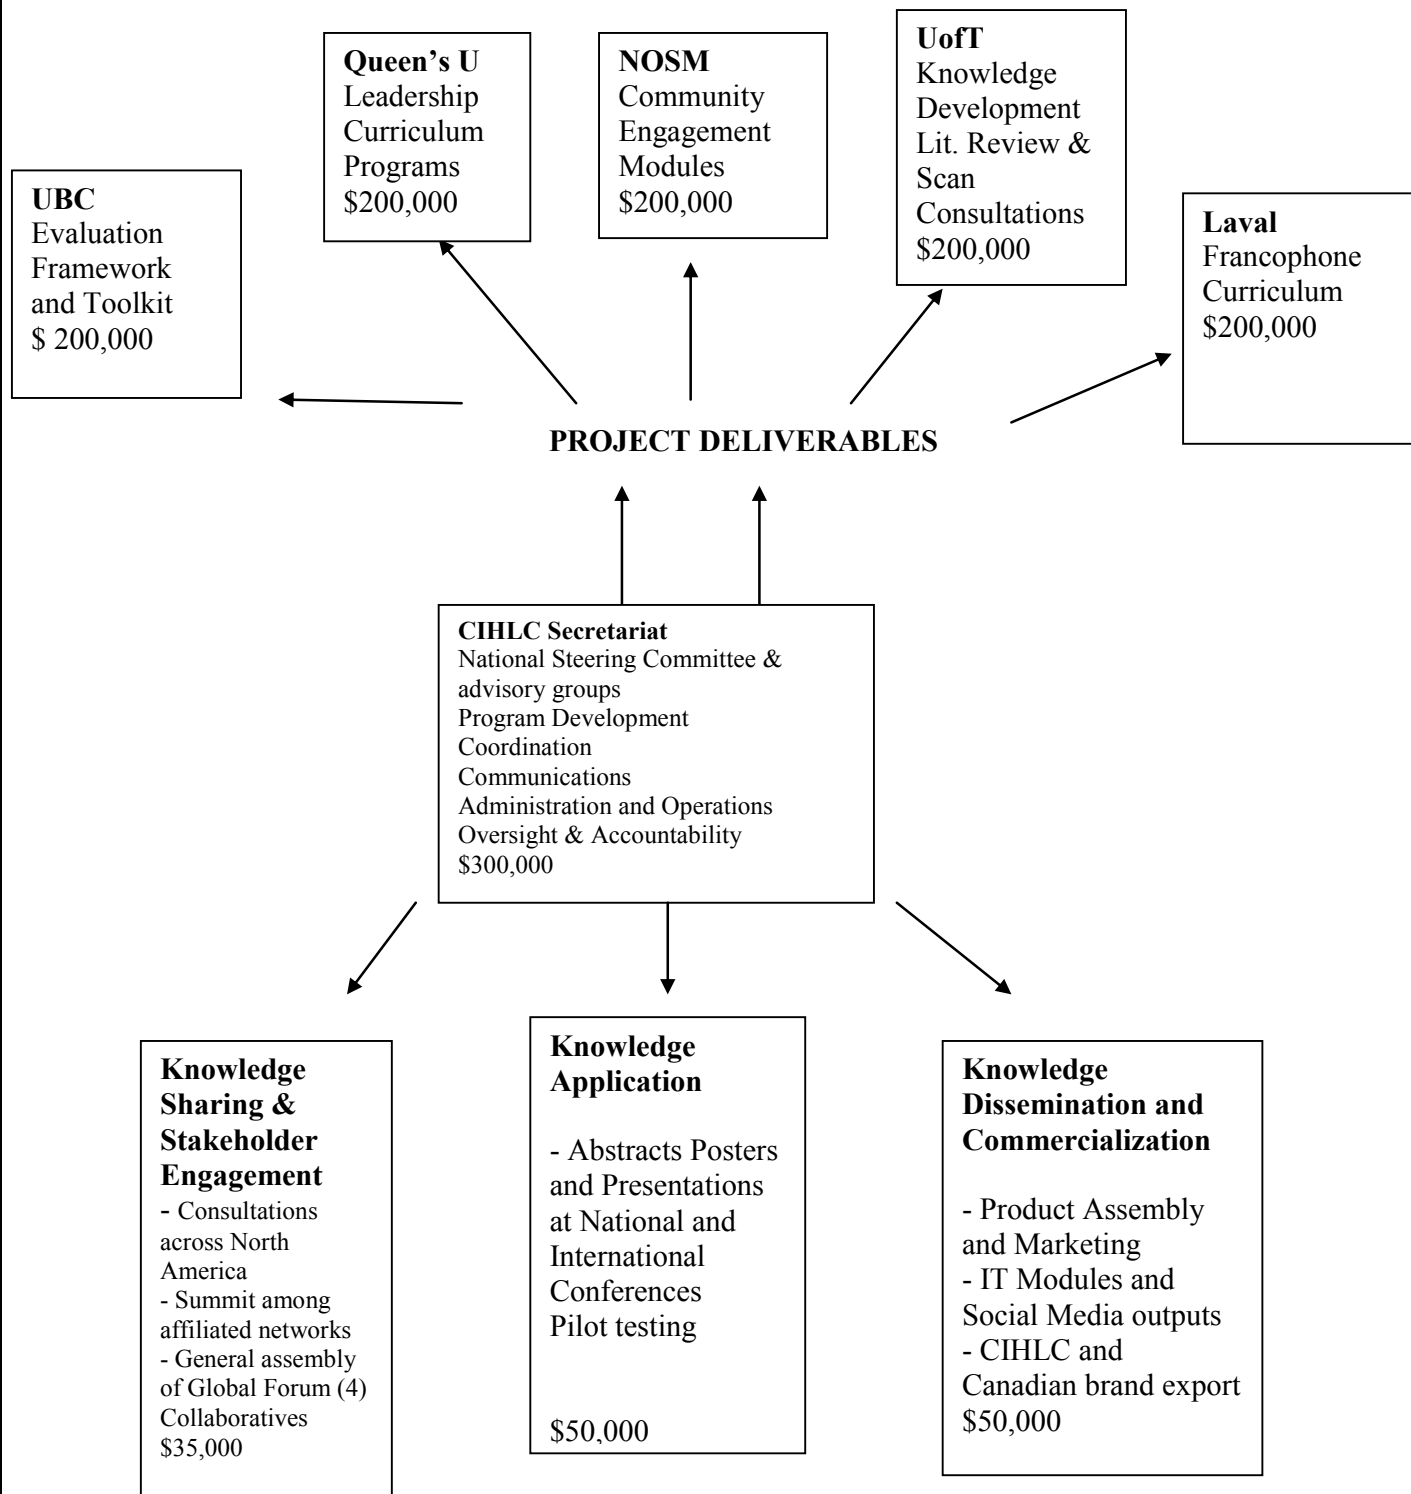 Queen’s U
Leadership
Curriculum
Programs
$200,000
NOSM
Community
Engagement
Modules
$200,000
UofT
Knowledge
Development
Lit. Review &
Scan
Consultations
$200,000
UBC
Evaluation
Framework
and Toolkit
$ 200,000
Laval
Francophone
Curriculum
$200,000
PROJECT DELIVERABLES
CIHLC Secretariat
National Steering Committee &
advisory groups
Program Development
Coordination
Communications
Administration and Operations
Oversight & Accountability
$300,000
Knowledge
Sharing &
Stakeholder
Engagement
- Consultations
across North
America
- Summit among
affiliated networks
- General assembly
of Global Forum (4)
Collaboratives
$35,000
Knowledge
Application
- Abstracts Posters
and Presentations
at National and
International
Conferences
Pilot testing
$50,000
Knowledge
Dissemination and
Commercialization
- Product Assembly
and Marketing
- IT Modules and
Social Media outputs
- CIHLC and
Canadian brand export
$50,000